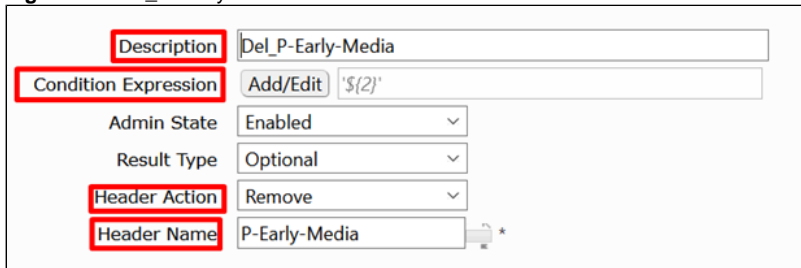 Description Del_P-Early-Media
Condition Expression Add/Edit '${2}'
Admin State Enabled
Result Type Optional
Header Action Remove
Header Name P-Early-Media *